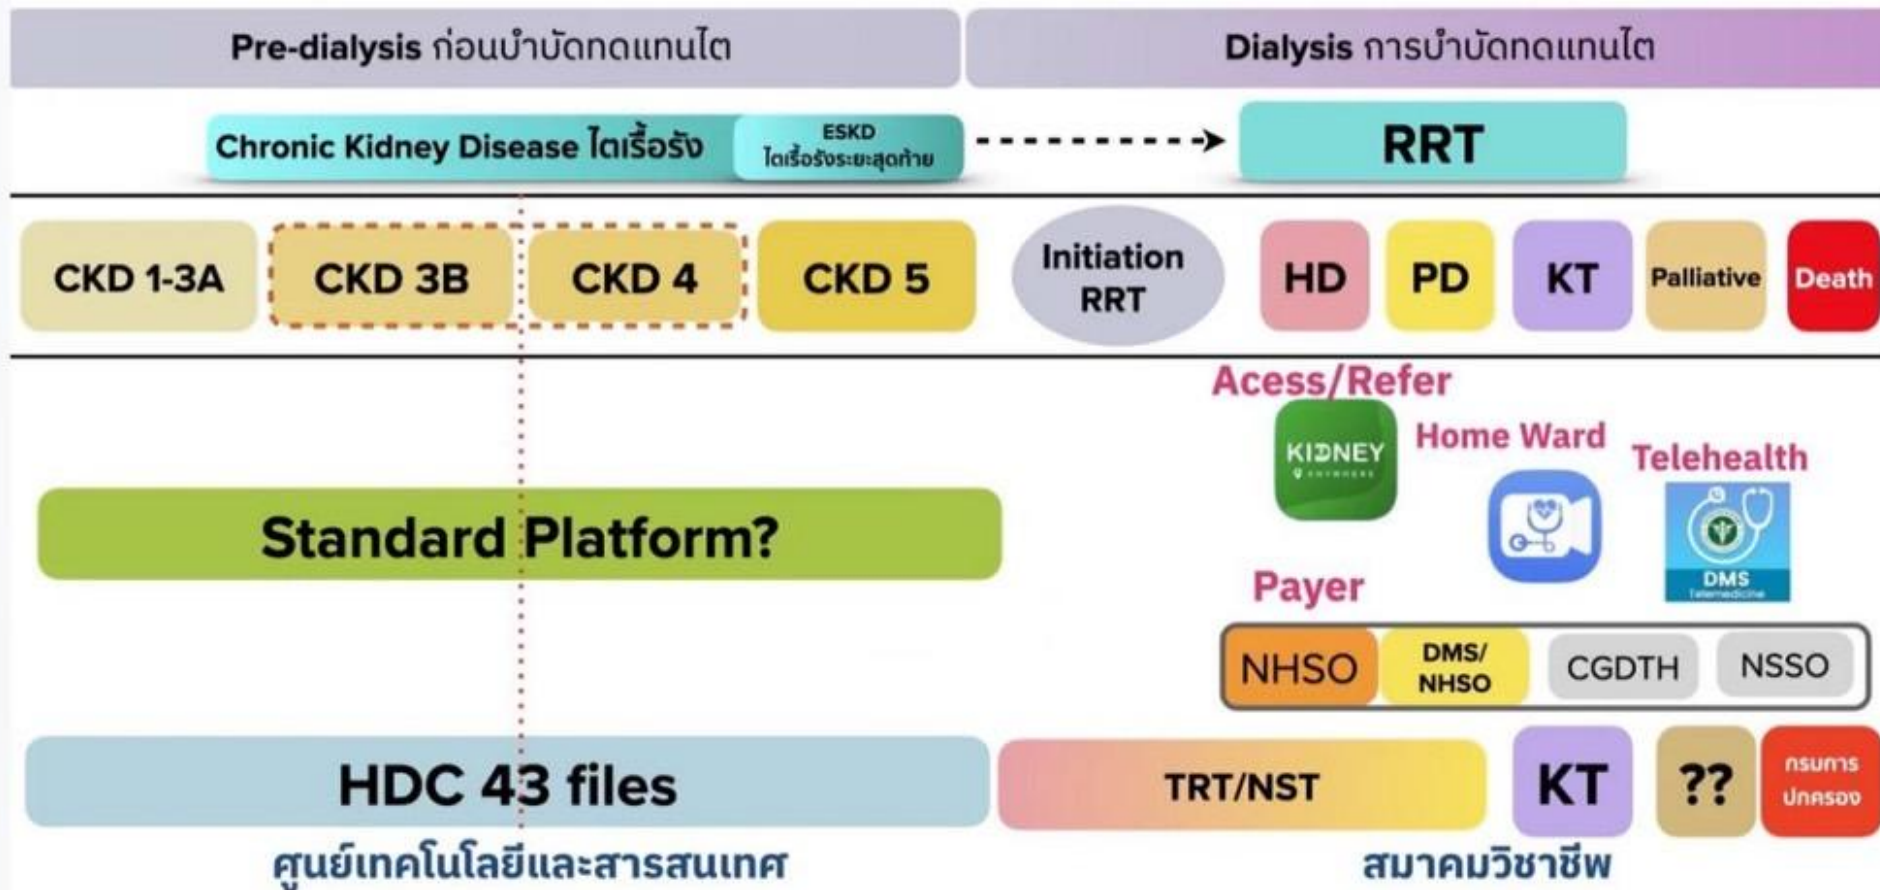 Pre-dialysis ก่อนบำบัดทดแทนไต
Dialysis การบำบัดทดแทนไต
Chronic Kidney Disease ไตเรื้อรัง
ESKD
ไตเรื้อรังระยะสุดท้าย
RRT
CKD 1-3A
CKD 3B
CKD 4
CKD 5
Initiation
RRT
HD
PD
KT
Palliative
Death
Acess/Refer
KIDNEY
Home Ward
Telehealth
DMS
Telemedicine
Standard Platform?
Payer
NHSO
DMS/
NHSO
CGDTH
NSSO
HDC 43 files
TRT/NST
KT
??
กรมการ
ปกครอง
ศูนย์เทคโนโลยีและสารสนเทศ
สมาคมวิชาชีพ